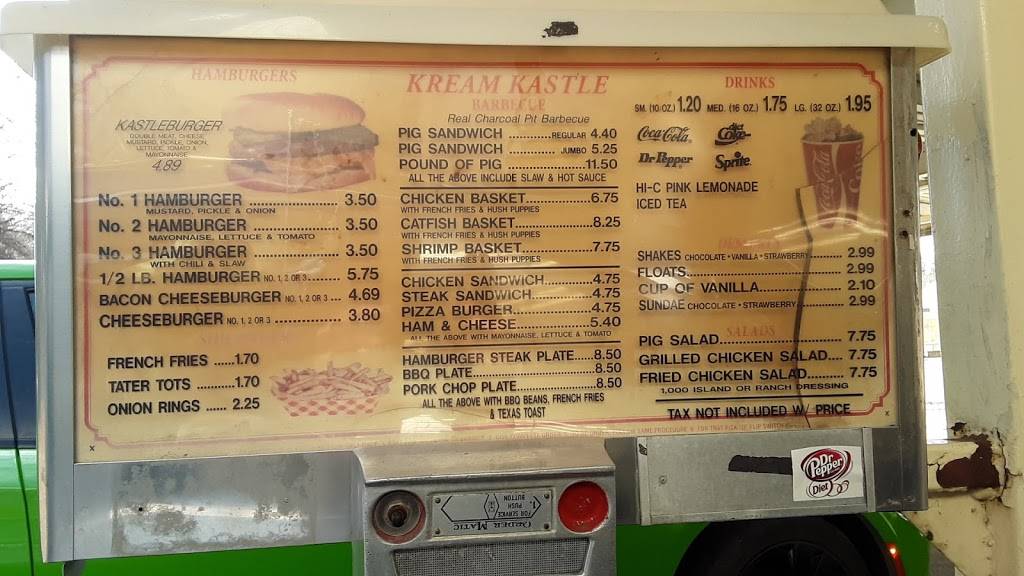 HAMBURGERS
KASTLEBURGER
DOUBLE MEAT, CHEESE
MUSTARD, PICKLE, ONION,
LETTUCE, TOMATO &
MAYONNAISE
4.89
No. 1 HAMBURGER .......................... 3.50
MUSTARD, PICKLE & ONION
No. 2 HAMBURGER .......................... 3.50
MAYONNAISE, LETTUCE & TOMATO
No. 3 HAMBURGER .......................... 3.50
WITH CHILI & SLAW
1/2 LB. HAMBURGER NO. 1, 2 OR 3 .... 5.75
BACON CHEESEBURGER NO. 1, 2 OR 3 ... 4.69
CHEESEBURGER NO. 1, 2 OR 3 .................. 3.80
FRENCH FRIES .....1.70
TATER TOTS ..........1.70
ONION RINGS ...... 2.25
KREAM KASTLE
BARBECUE
Real Charcoal Pit Barbecue
PIG SANDWICH ............REGULAR 4.40
PIG SANDWICH ............ JUMBO 5.25
POUND OF PIG .....................11.50
ALL THE ABOVE INCLUDE SLAW & HOT SAUCE
CHICKEN BASKET....................6.75
WITH FRENCH FRIES & HUSH PUPPIES
CATFISH BASKET....................8.25
WITH FRENCH FRIES & HUSH PUPPIES
SHRIMP BASKET.....................7.75
WITH FRENCH FRIES & HUSH PUPPIES
CHICKEN SANDWICH..............4.75
STEAK SANDWICH..................4.75
PIZZA BURGER......................4.75
HAM & CHEESE.....................5.40
ALL THE ABOVE WITH MAYONNAISE, LETTUCE & TOMATO
HAMBURGER STEAK PLATE.....8.50
BBQ PLATE............................8.50
PORK CHOP PLATE..................8.50
ALL THE ABOVE WITH BBQ BEANS, FRENCH FRIES
& TEXAS TOAST
DRINKS
SM. (10 OZ.) 1.20 MED. (16 OZ.) 1.75 LG. (32 OZ.) 1.95
Coca-Cola diet Coke
Dr Pepper Sprite
HI-C PINK LEMONADE
ICED TEA
DESSERTS
SHAKES CHOCOLATE • VANILLA • STRAWBERRY ...... 2.99
FLOATS.................................. 2.99
CUP OF VANILLA..................... 2.10
SUNDAE CHOCOLATE • STRAWBERRY............ 2.99
SALADS
PIG SALAD............................ 7.75
GRILLED CHICKEN SALAD.... 7.75
FRIED CHICKEN SALAD......... 7.75
1,000 ISLAND OR RANCH DRESSING
TAX NOT INCLUDED W/ PRICE
ORDER MATIC
FOR SERVICE
PUSH
BUTTON
Dr Pepper
Diet